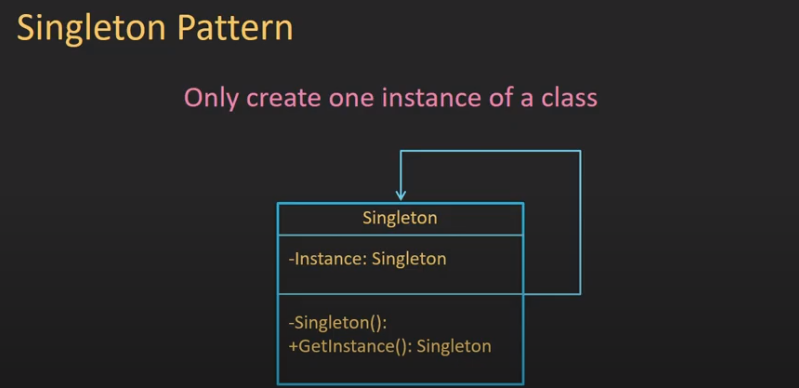 Singleton Pattern
Only create one instance of a class
Singleton
-Instance: Singleton
-Singleton():
+GetInstance(): Singleton